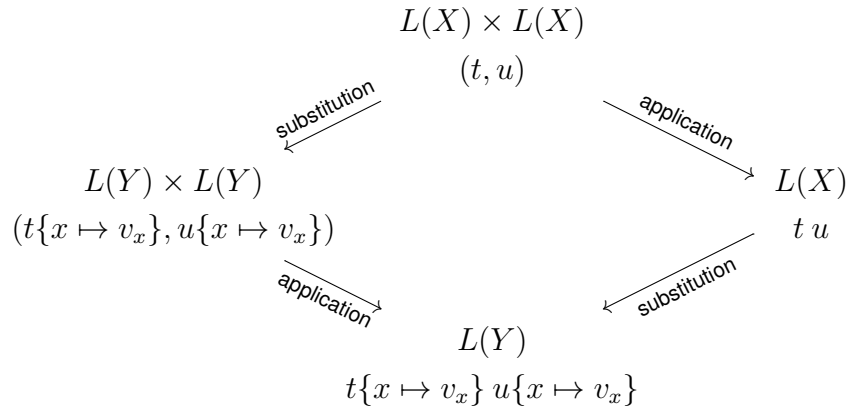 L(X) × L(X)
(t, u)
substitution
application
L(Y) × L(Y)
L(X)
(t{x ↦ v_x}, u{x ↦ v_x})
t u
application
substitution
L(Y)
t{x ↦ v_x} u{x ↦ v_x}